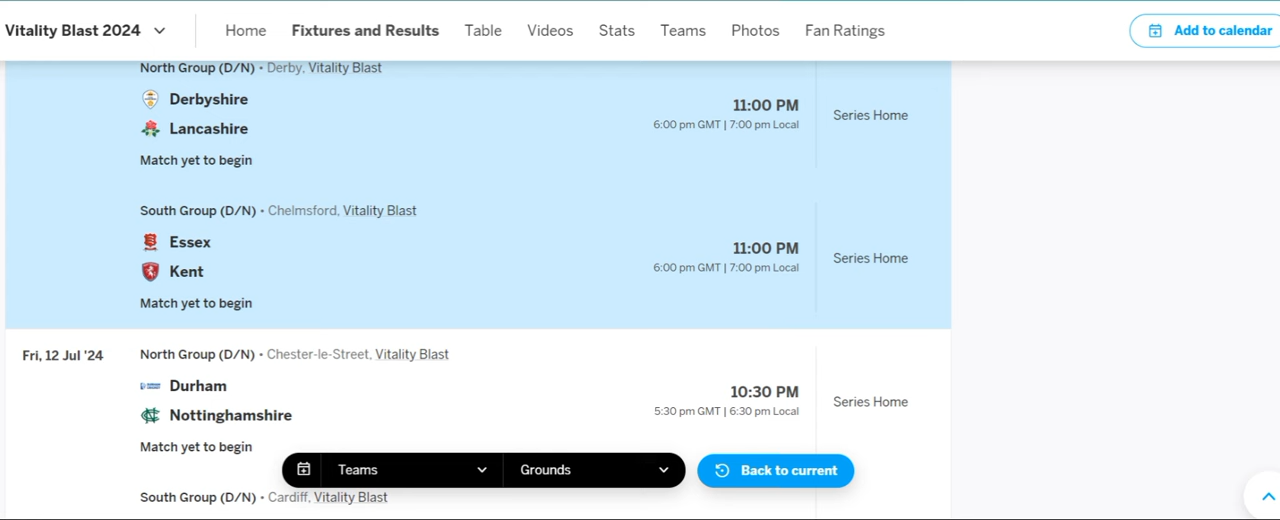 Vitality Blast 2024 Home Fixtures and Results Table Videos Stats Teams Photos Fan Ratings Add to calendar
North Group (D/N) • Derby, Vitality Blast
Derbyshire
11:00 PM
Series Home
6:00 pm GMT | 7:00 pm Local
Lancashire
Match yet to begin
South Group (D/N) • Chelmsford, Vitality Blast
Essex
11:00 PM
Series Home
6:00 pm GMT | 7:00 pm Local
Kent
Match yet to begin
Fri, 12 Jul '24
North Group (D/N) • Chester-le-Street, Vitality Blast
Durham
10:30 PM
Series Home
5:30 pm GMT | 6:30 pm Local
Nottinghamshire
Match yet to begin
Teams Grounds Back to current
South Group (D/N) • Cardiff, Vitality Blast